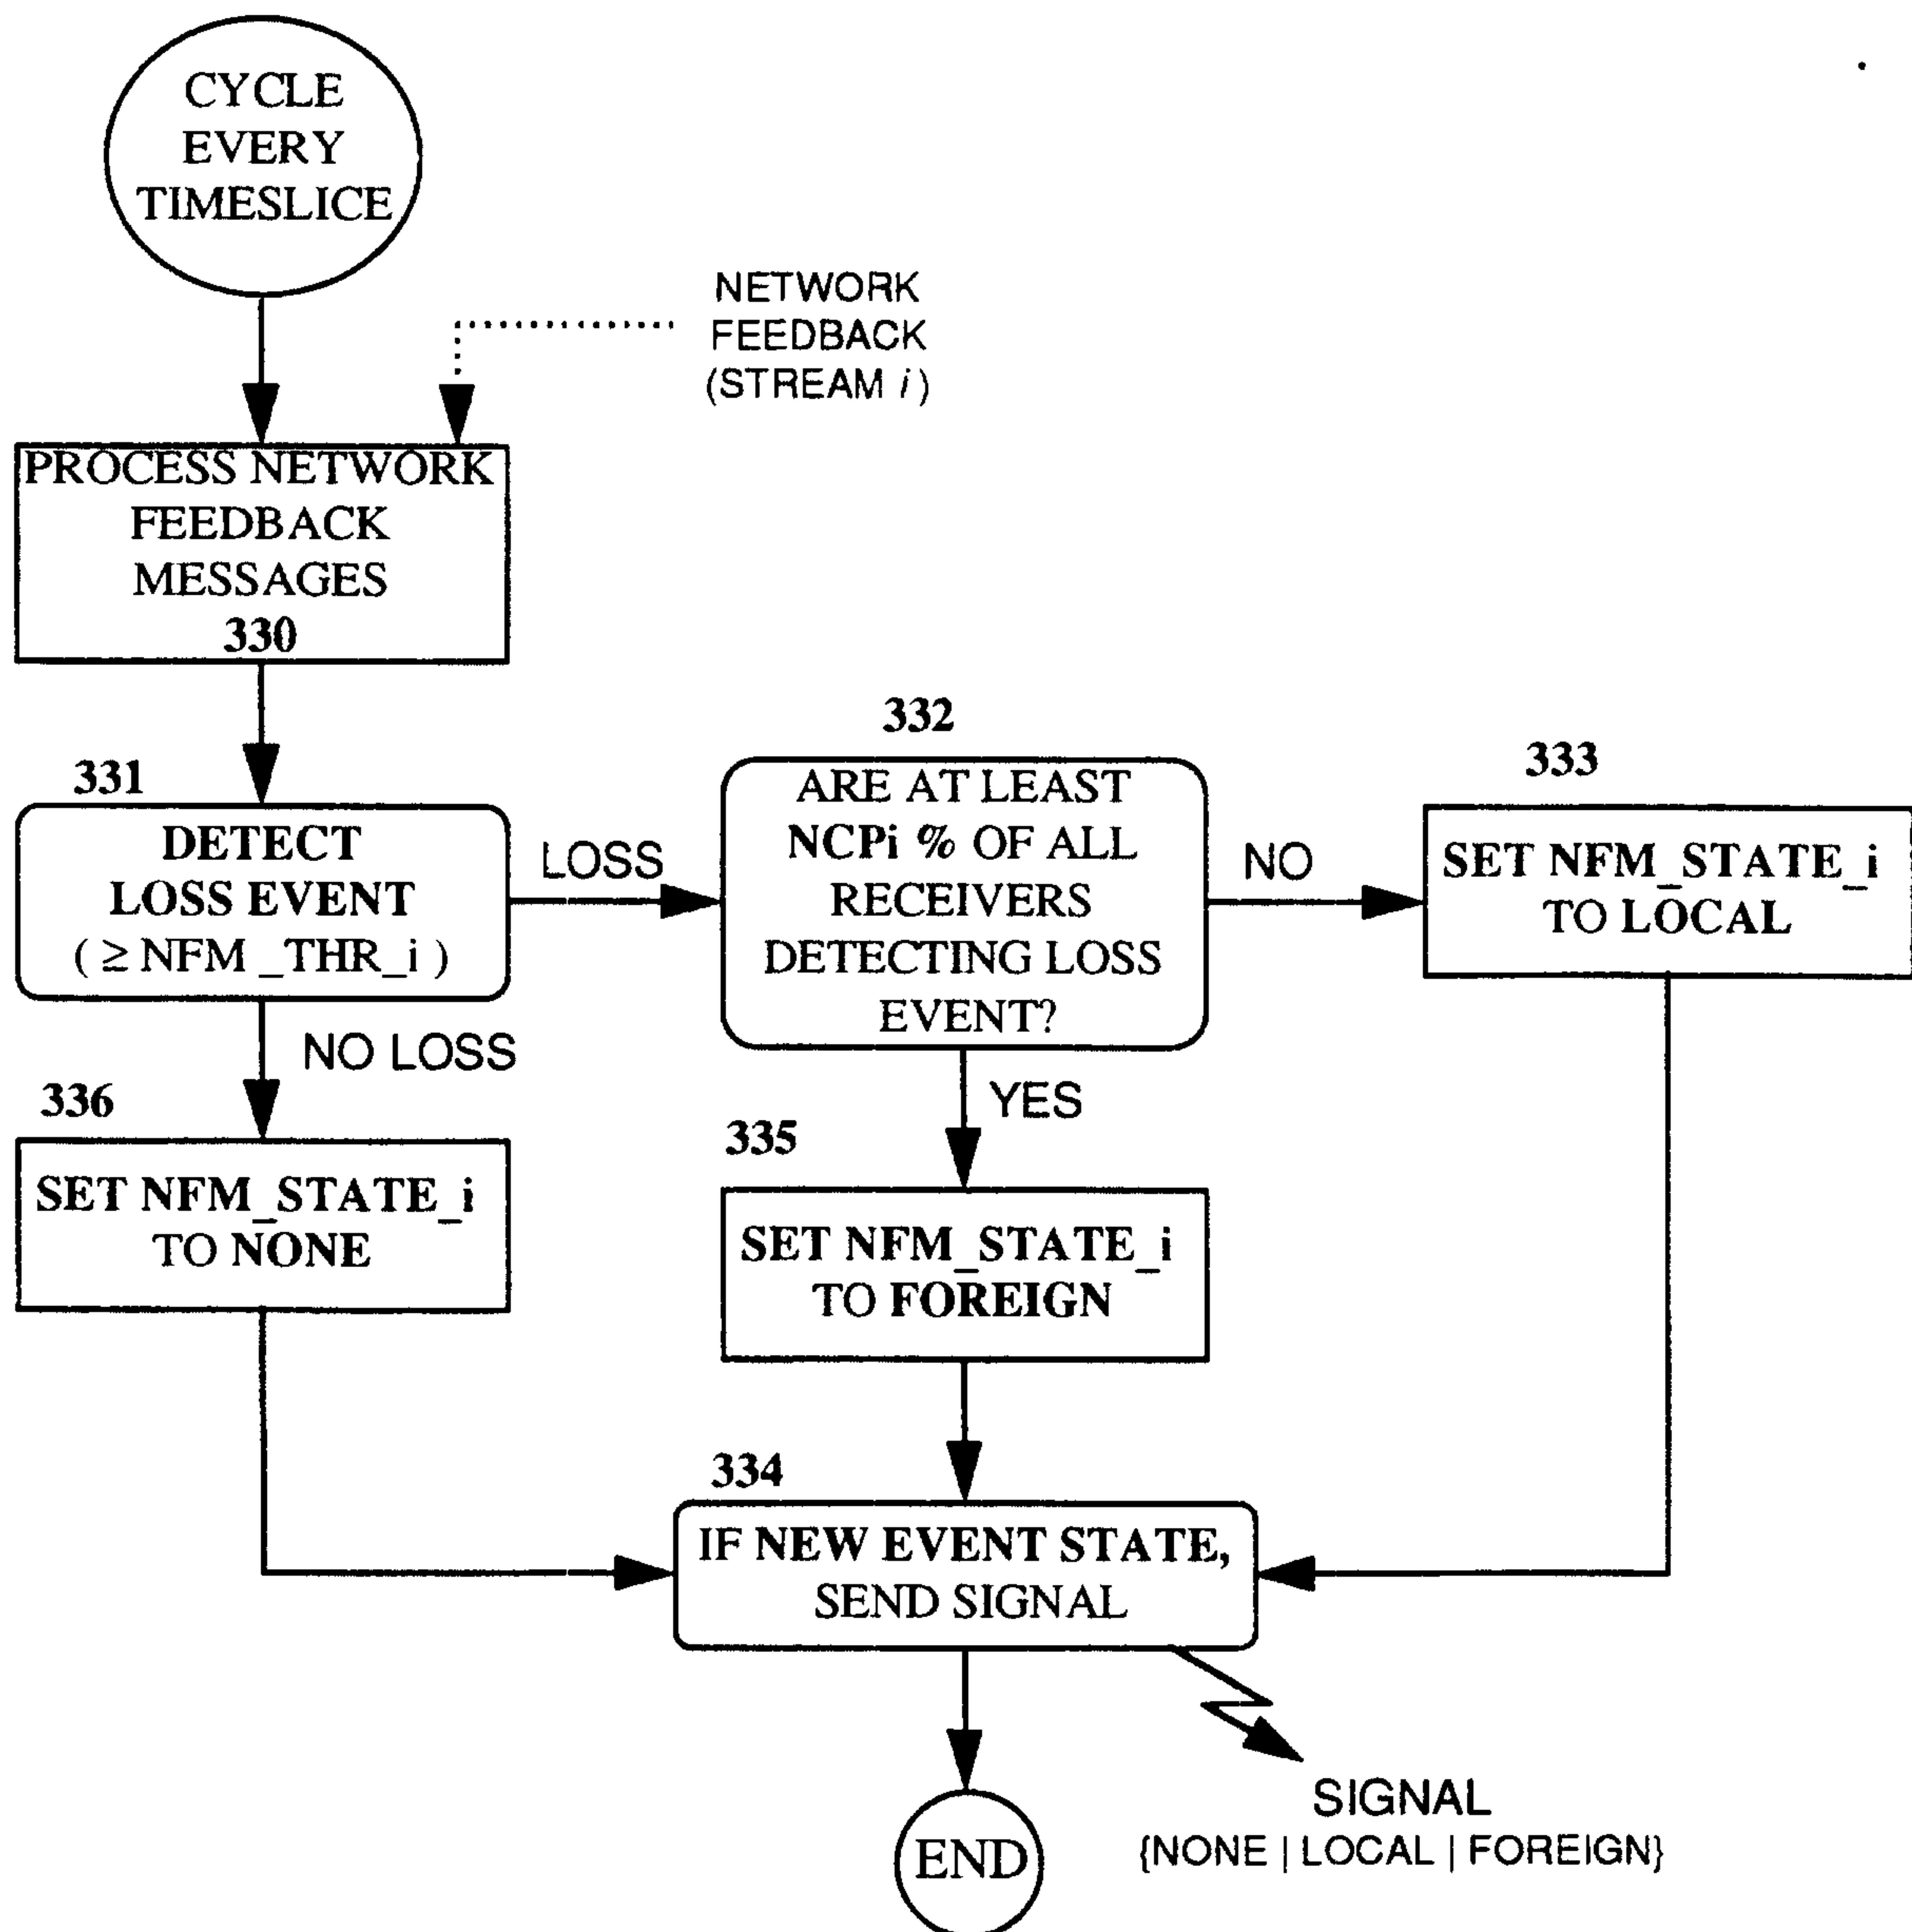 CYCLE
EVERY
TIMESLICE
NETWORK
FEEDBACK
(STREAM i)
PROCESS NETWORK
FEEDBACK
MESSAGES
330
331
DETECT
LOSS EVENT
( ≥ NFM _THR_i )
LOSS
332
ARE AT LEAST
NCPi % OF ALL
RECEIVERS
DETECTING LOSS
EVENT?
NO
333
SET NFM_STATE_i
TO LOCAL
NO LOSS
336
SET NFM_STATE_i
TO NONE
YES
335
SET NFM_STATE_i
TO FOREIGN
334
IF NEW EVENT STATE,
SEND SIGNAL
SIGNAL
{NONE | LOCAL | FOREIGN}
END